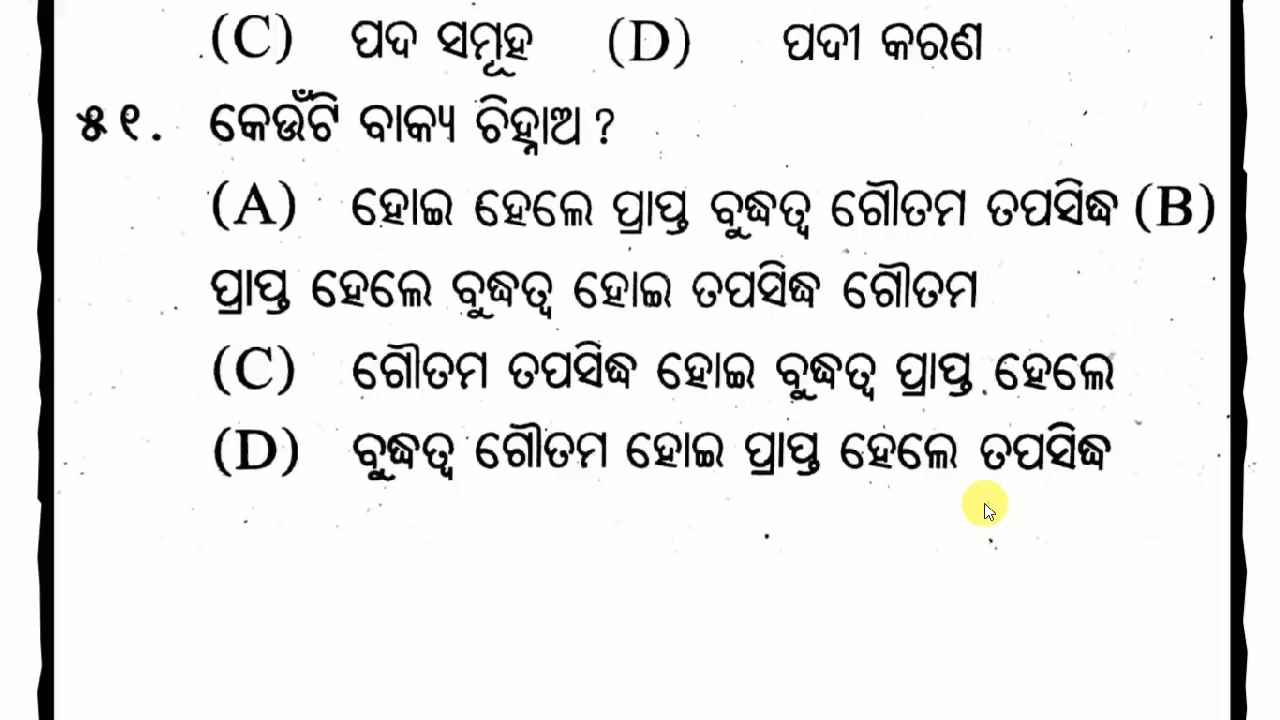 (C) ପଦ ସମୂହ (D) ପଦୀ କରଣ
୫୧. କେଉଁଟି ବାକ୍ୟ ଚିହ୍ନାଅ ?
(A) ହୋଇ ହେଲେ ପ୍ରାପ୍ତ ବୁଦ୍ଧତ୍ୱ ଗୌତମ ତପସିଦ୍ଧ (B)
ପ୍ରାପ୍ତ ହେଲେ ବୁଦ୍ଧତ୍ୱ ହୋଇ ତପସିଦ୍ଧ ଗୌତମ
(C) ଗୌତମ ତପସିଦ୍ଧ ହୋଇ ବୁଦ୍ଧତ୍ୱ ପ୍ରାପ୍ତ ହେଲେ
(D) ବୁଦ୍ଧତ୍ୱ ଗୌତମ ହୋଇ ପ୍ରାପ୍ତ ହେଲେ ତପସିଦ୍ଧ